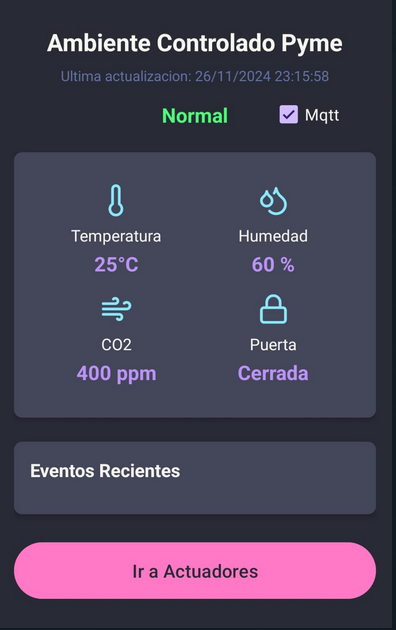 Ambiente Controlado Pyme
Ultima actualizacion: 26/11/2024 23:15:58
Normal
Mqtt
Temperatura
Humedad
25°C
60 %
CO2
Puerta
400 ppm
Cerrada
Eventos Recientes
Ir a Actuadores